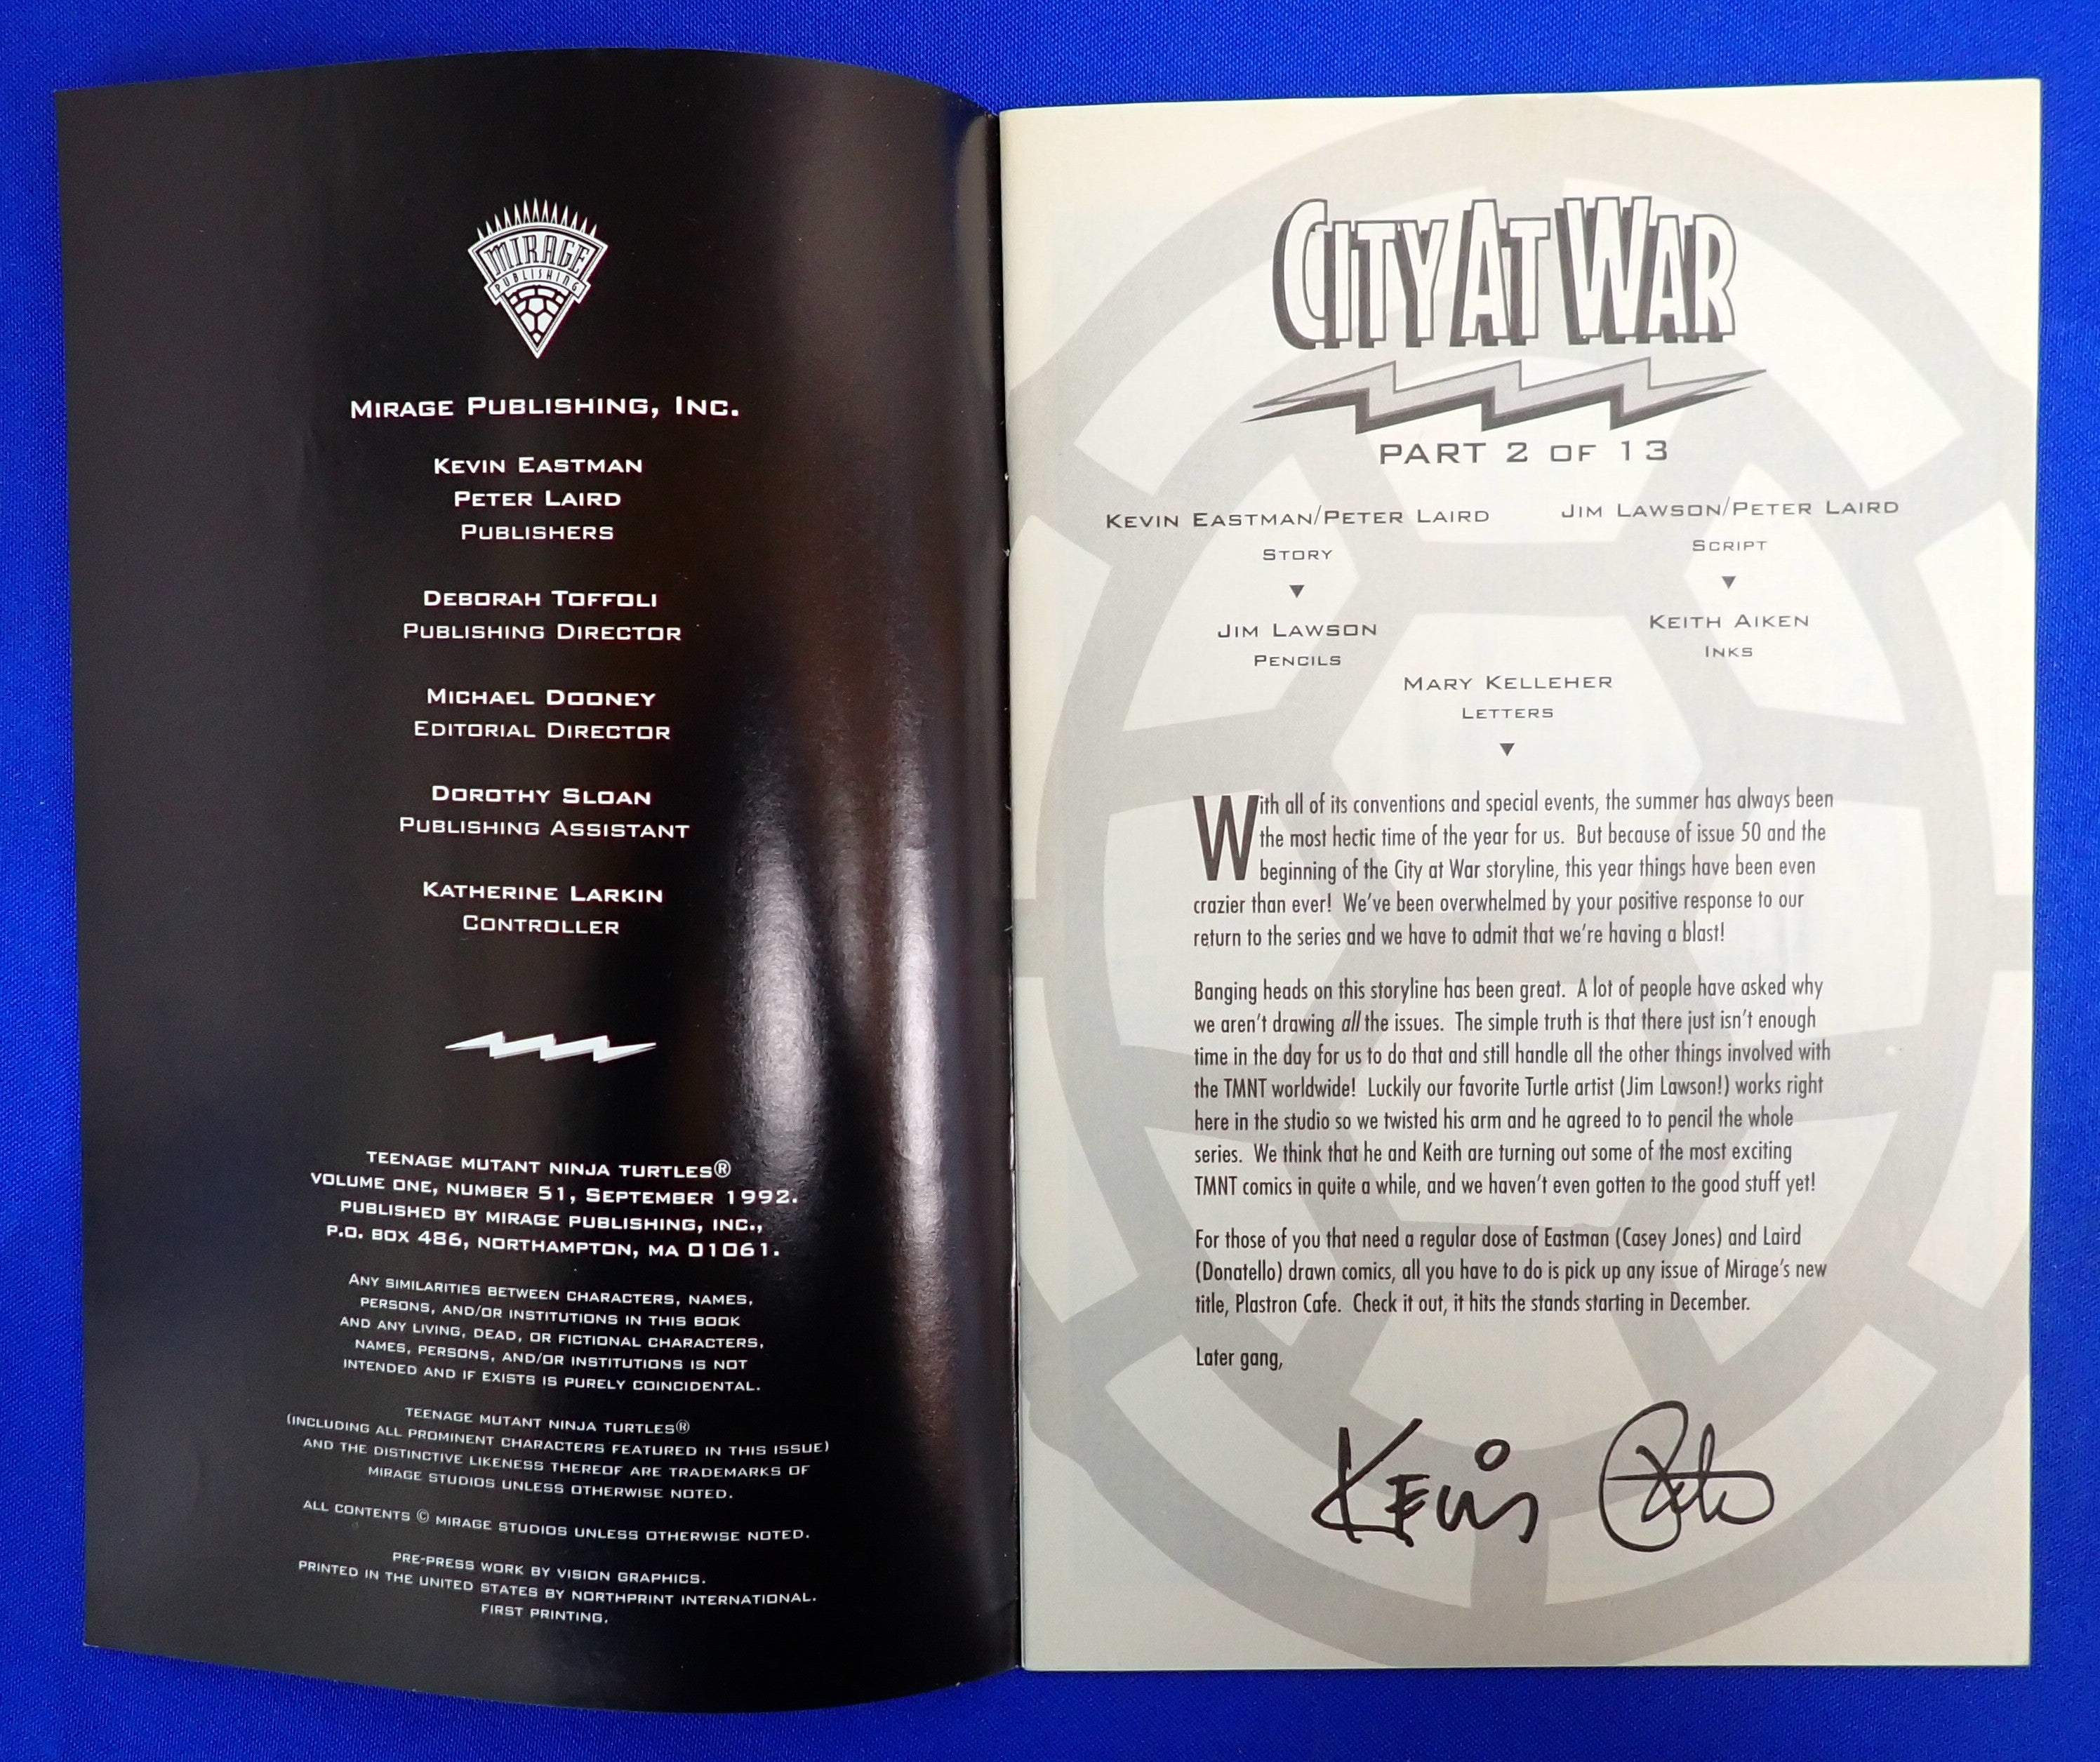 MIRAGE
PUBLISHING
MIRAGE PUBLISHING, INC.
KEVIN EASTMAN
PETER LAIRD
PUBLISHERS
DEBORAH TOFFOLI
PUBLISHING DIRECTOR
MICHAEL DOONEY
EDITORIAL DIRECTOR
DOROTHY SLOAN
PUBLISHING ASSISTANT
KATHERINE LARKIN
CONTROLLER
TEENAGE MUTANT NINJA TURTLES®
VOLUME ONE, NUMBER 51, SEPTEMBER 1992.
PUBLISHED BY MIRAGE PUBLISHING, INC.,
P.O. BOX 486, NORTHAMPTON, MA 01061.
ANY SIMILARITIES BETWEEN CHARACTERS, NAMES,
PERSONS, AND/OR INSTITUTIONS IN THIS BOOK
AND ANY LIVING, DEAD, OR FICTIONAL CHARACTERS,
NAMES, PERSONS, AND/OR INSTITUTIONS IS NOT
INTENDED AND IF EXISTS IS PURELY COINCIDENTAL.
TEENAGE MUTANT NINJA TURTLES®
(INCLUDING ALL PROMINENT CHARACTERS FEATURED IN THIS ISSUE)
AND THE DISTINCTIVE LIKENESS THEREOF ARE TRADEMARKS OF
MIRAGE STUDIOS UNLESS OTHERWISE NOTED.
ALL CONTENTS © MIRAGE STUDIOS UNLESS OTHERWISE NOTED.
PRE-PRESS WORK BY VISION GRAPHICS.
PRINTED IN THE UNITED STATES BY NORTHPRINT INTERNATIONAL.
FIRST PRINTING.
CITY AT WAR
PART 2 OF 13
KEVIN EASTMAN/PETER LAIRD
STORY
JIM LAWSON/PETER LAIRD
SCRIPT
JIM LAWSON
PENCILS
KEITH AIKEN
INKS
MARY KELLEHER
LETTERS
With all of its conventions and special events, the summer has always been
the most hectic time of the year for us. But because of issue 50 and the
beginning of the City at War storyline, this year things have been even
crazier than ever! We've been overwhelmed by your positive response to our
return to the series and we have to admit that we're having a blast!
Banging heads on this storyline has been great. A lot of people have asked why
we aren't drawing all the issues. The simple truth is that there just isn't enough
time in the day for us to do that and still handle all the other things involved with
the TMNT worldwide! Luckily our favorite Turtle artist (Jim Lawson!) works right
here in the studio so we twisted his arm and he agreed to to pencil the whole
series. We think that he and Keith are turning out some of the most exciting
TMNT comics in quite a while, and we haven't even gotten to the good stuff yet!
For those of you that need a regular dose of Eastman (Casey Jones) and Laird
(Donatello) drawn comics, all you have to do is pick up any issue of Mirage's new
title, Plastron Cafe. Check it out, it hits the stands starting in December.
Later gang,
KEVIN Peter